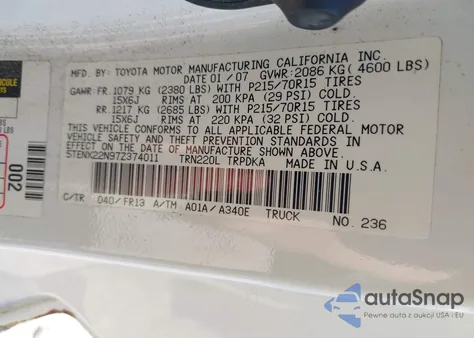 MFD. BY: TOYOTA MOTOR MANUFACTURING CALIFORNIA INC.
DATE 01 / 07 GVWR: 2086 KG (4600 LBS)
GAWR: FR. 1079 KG (2380 LBS) WITH P215/70R15 TIRES
15X6J RIMS AT 200 KPA (29 PSI) COLD.
RR. 1217 KG (2685 LBS) WITH P215/70R15 TIRES
15X6J RIMS AT 220 KPA (32 PSI) COLD.
THIS VEHICLE CONFORMS TO ALL APPLICABLE FEDERAL MOTOR
VEHICLE SAFETY AND THEFT PREVENTION STANDARDS IN
EFFECT ON THE DATE OF MANUFACTURE SHOWN ABOVE.
5TENX22N97Z374011 TRN220L TRPDKA MADE IN U.S.A.
C/TR 040/FR13 A/TM A01A/A340E TRUCK NO. 236
002
autoSnap
Pewne auta z aukcji USA i EU